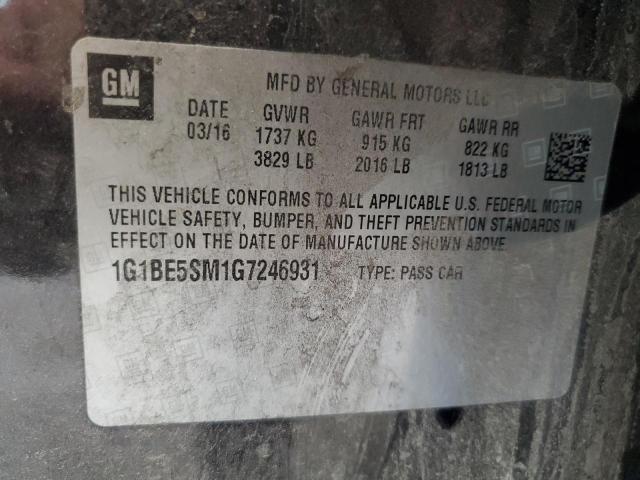 GM
MFD BY GENERAL MOTORS LLC
DATE GVWR GAWR FRT GAWR RR
03/16 1737 KG 915 KG 822 KG
3829 LB 2016 LB 1813 LB
THIS VEHICLE CONFORMS TO ALL APPLICABLE U.S. FEDERAL MOTOR
VEHICLE SAFETY, BUMPER, AND THEFT PREVENTION STANDARDS IN
EFFECT ON THE DATE OF MANUFACTURE SHOWN ABOVE
1G1BE5SM1G7246931 TYPE: PASS CAR